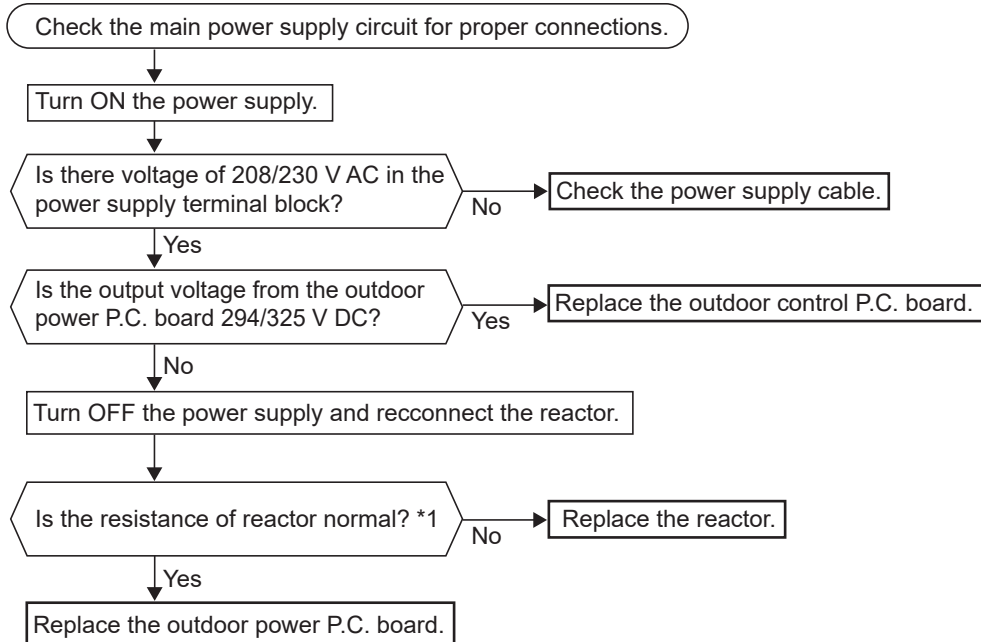 Check the main power supply circuit for proper connections.
Turn ON the power supply.
Is there voltage of 208/230 V AC in the
power supply terminal block?
No
Check the power supply cable.
Yes
Is the output voltage from the outdoor
power P.C. board 294/325 V DC?
Yes
Replace the outdoor control P.C. board.
No
Turn OFF the power supply and recconnect the reactor.
Is the resistance of reactor normal? *1
No
Replace the reactor.
Yes
Replace the outdoor power P.C. board.